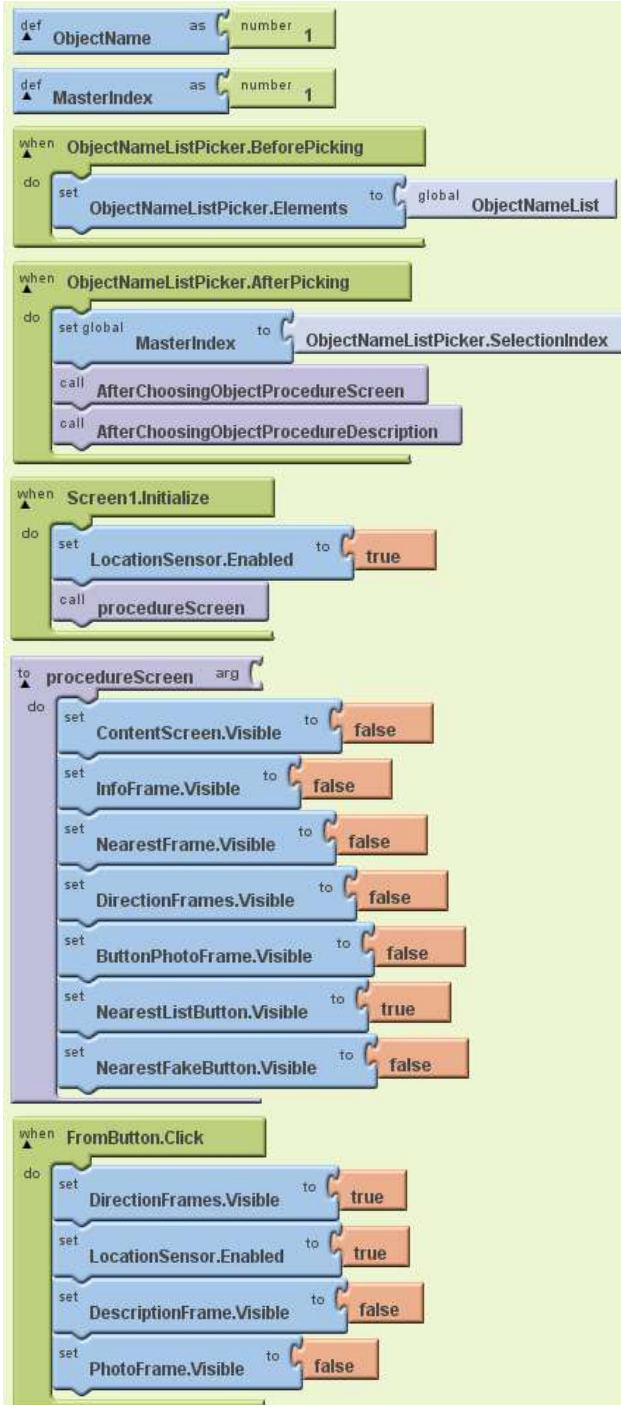 def ObjectName as number 1
def MasterIndex as number 1
when ObjectNameListPicker.BeforePicking
do set ObjectNameListPicker.Elements to global ObjectNameList
when ObjectNameListPicker.AfterPicking
do set global MasterIndex to ObjectNameListPicker.SelectionIndex
call AfterChoosingObjectProcedureScreen
call AfterChoosingObjectProcedureDescription
when Screen1.Initialize
do set LocationSensor.Enabled to true
call procedureScreen
to procedureScreen arg
do set ContentScreen.Visible to false
set InfoFrame.Visible to false
set NearestFrame.Visible to false
set DirectionFrames.Visible to false
set ButtonPhotoFrame.Visible to false
set NearestListButton.Visible to true
set NearestFakeButton.Visible to false
when FromButton.Click
do set DirectionFrames.Visible to true
set LocationSensor.Enabled to true
set DescriptionFrame.Visible to false
set PhotoFrame.Visible to false